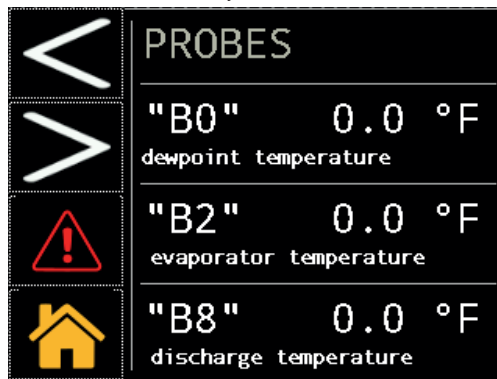 PROBES
"B0" 0.0 °F
dewpoint temperature
"B2" 0.0 °F
evaporator temperature
"B8" 0.0 °F
discharge temperature